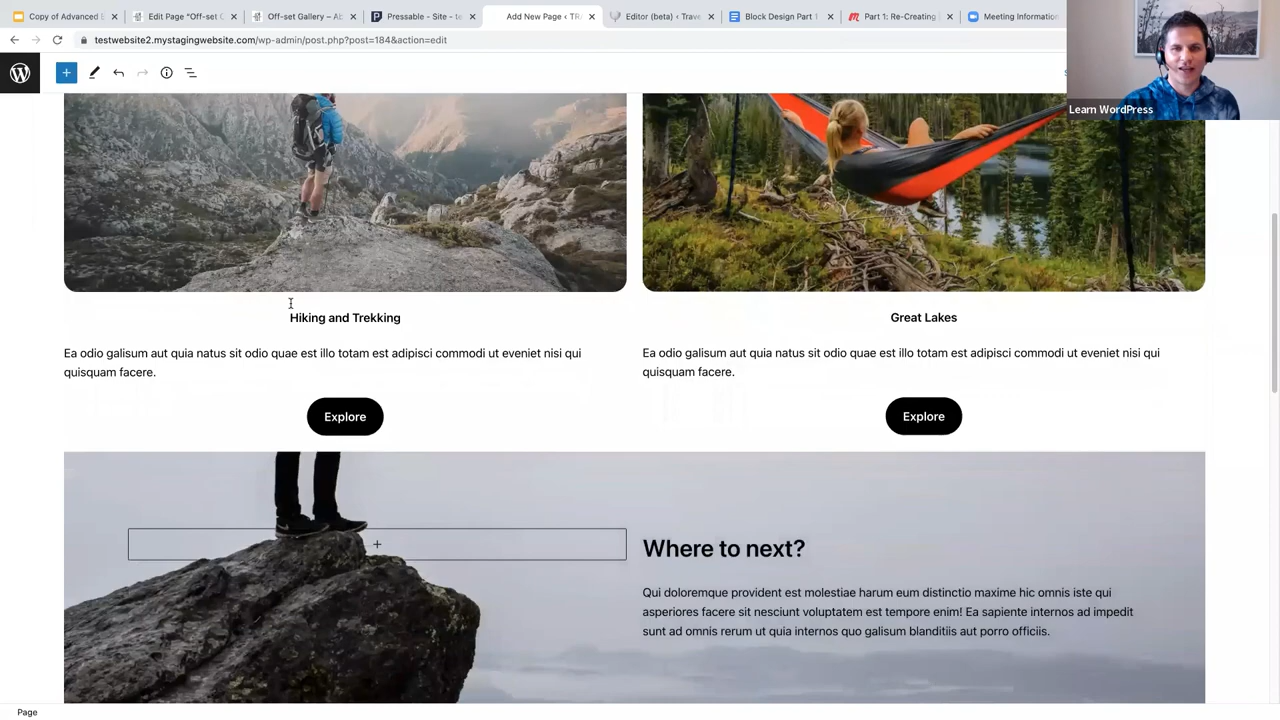 Copy of Advanced E
Edit Page "Off-set G
Off-set Gallery – Ab
Pressable - Site - te
Add New Page ‹ TRA
Editor (beta) ‹ Trave
Block Design Part 1
Part 1: Re-Creating
Meeting Information
testwebsite2.mystagingwebsite.com/wp-admin/post.php?post=184&action=edit
Learn WordPress
Hiking and Trekking
Ea odio galisum aut quia natus sit odio quae est illo totam est adipisci commodi ut eveniet nisi qui
quisquam facere.
Explore
Great Lakes
Ea odio galisum aut quia natus sit odio quae est illo totam est adipisci commodi ut eveniet nisi qui
quisquam facere.
Explore
Where to next?
Qui doloremque provident est molestiae harum eum distinctio maxime hic omnis iste qui
asperiores facere sit nesciunt voluptatem est tempore enim! Ea sapiente internos ad impedit
sunt ad omnis rerum ut quia internos quo galisum blanditiis aut porro officiis.
Page